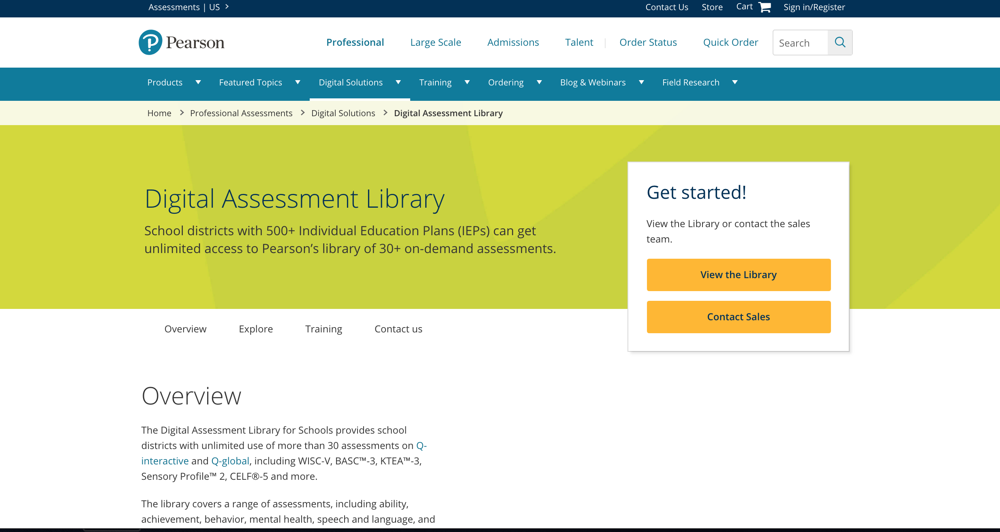 Assessments | US
Contact Us Store Cart Sign in/Register
Pearson
Professional Large Scale Admissions Talent Order Status Quick Order Search
Products Featured Topics Digital Solutions Training Ordering Blog & Webinars Field Research
Home Professional Assessments Digital Solutions Digital Assessment Library
Digital Assessment Library
School districts with 500+ Individual Education Plans (IEPs) can get
unlimited access to Pearson’s library of 30+ on-demand assessments.
Get started!
View the Library or contact the sales
team.
View the Library
Contact Sales
Overview Explore Training Contact us
Overview
The Digital Assessment Library for Schools provides school
districts with unlimited use of more than 30 assessments on Q-
interactive and Q-global, including WISC-V, BASC™-3, KTEA™-3,
Sensory Profile™ 2, CELF®-5 and more.
The library covers a range of assessments, including ability,
achievement, behavior, mental health, speech and language, and